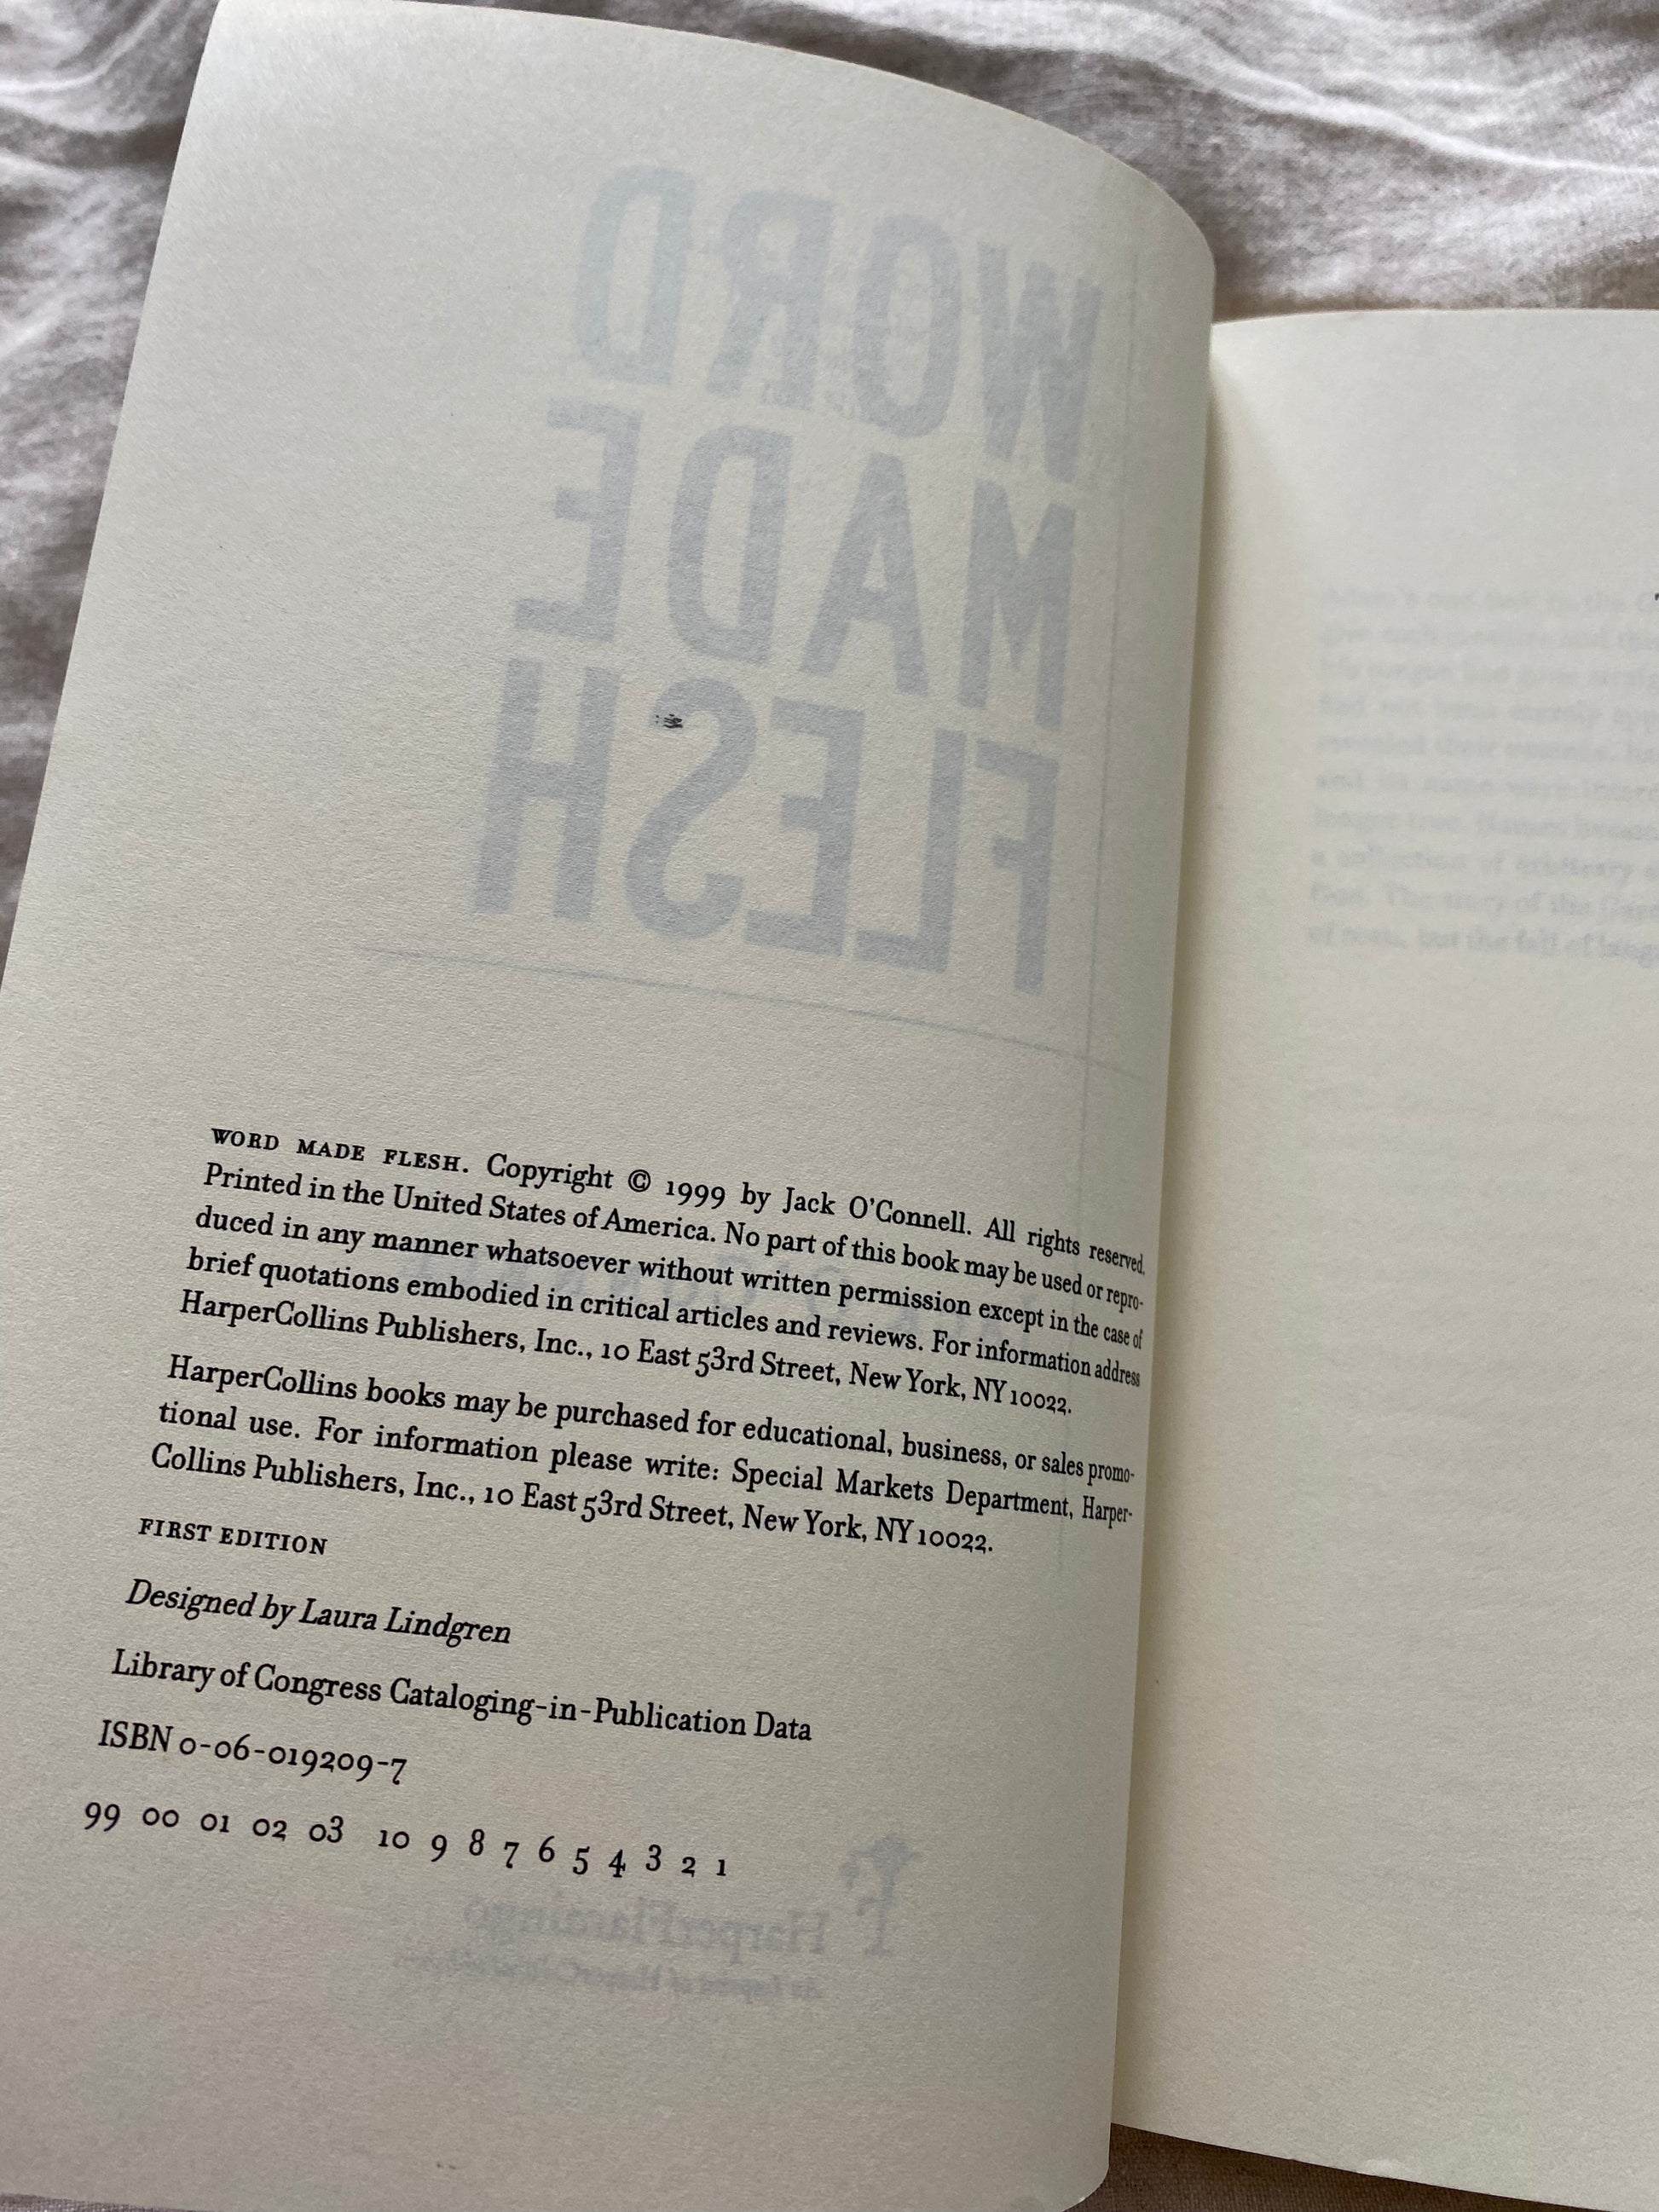 WORD
MADE
FLESH
WORD MADE FLESH. Copyright © 1999 by Jack O'Connell. All rights reserved.
Printed in the United States of America. No part of this book may be used or repro-
duced in any manner whatsoever without written permission except in the case of
brief quotations embodied in critical articles and reviews. For information address
HarperCollins Publishers, Inc., 10 East 53rd Street, New York, NY 10022.
HarperCollins books may be purchased for educational, business, or sales promo-
tional use. For information please write: Special Markets Department, Harper-
Collins Publishers, Inc., 10 East 53rd Street, New York, NY 10022.
FIRST EDITION
Designed by Laura Lindgren
Library of Congress Cataloging-in-Publication Data
ISBN 0-06-019209-7
99 00 01 02 03 10 9 8 7 6 5 4 3 2 1
HarperFlamingo